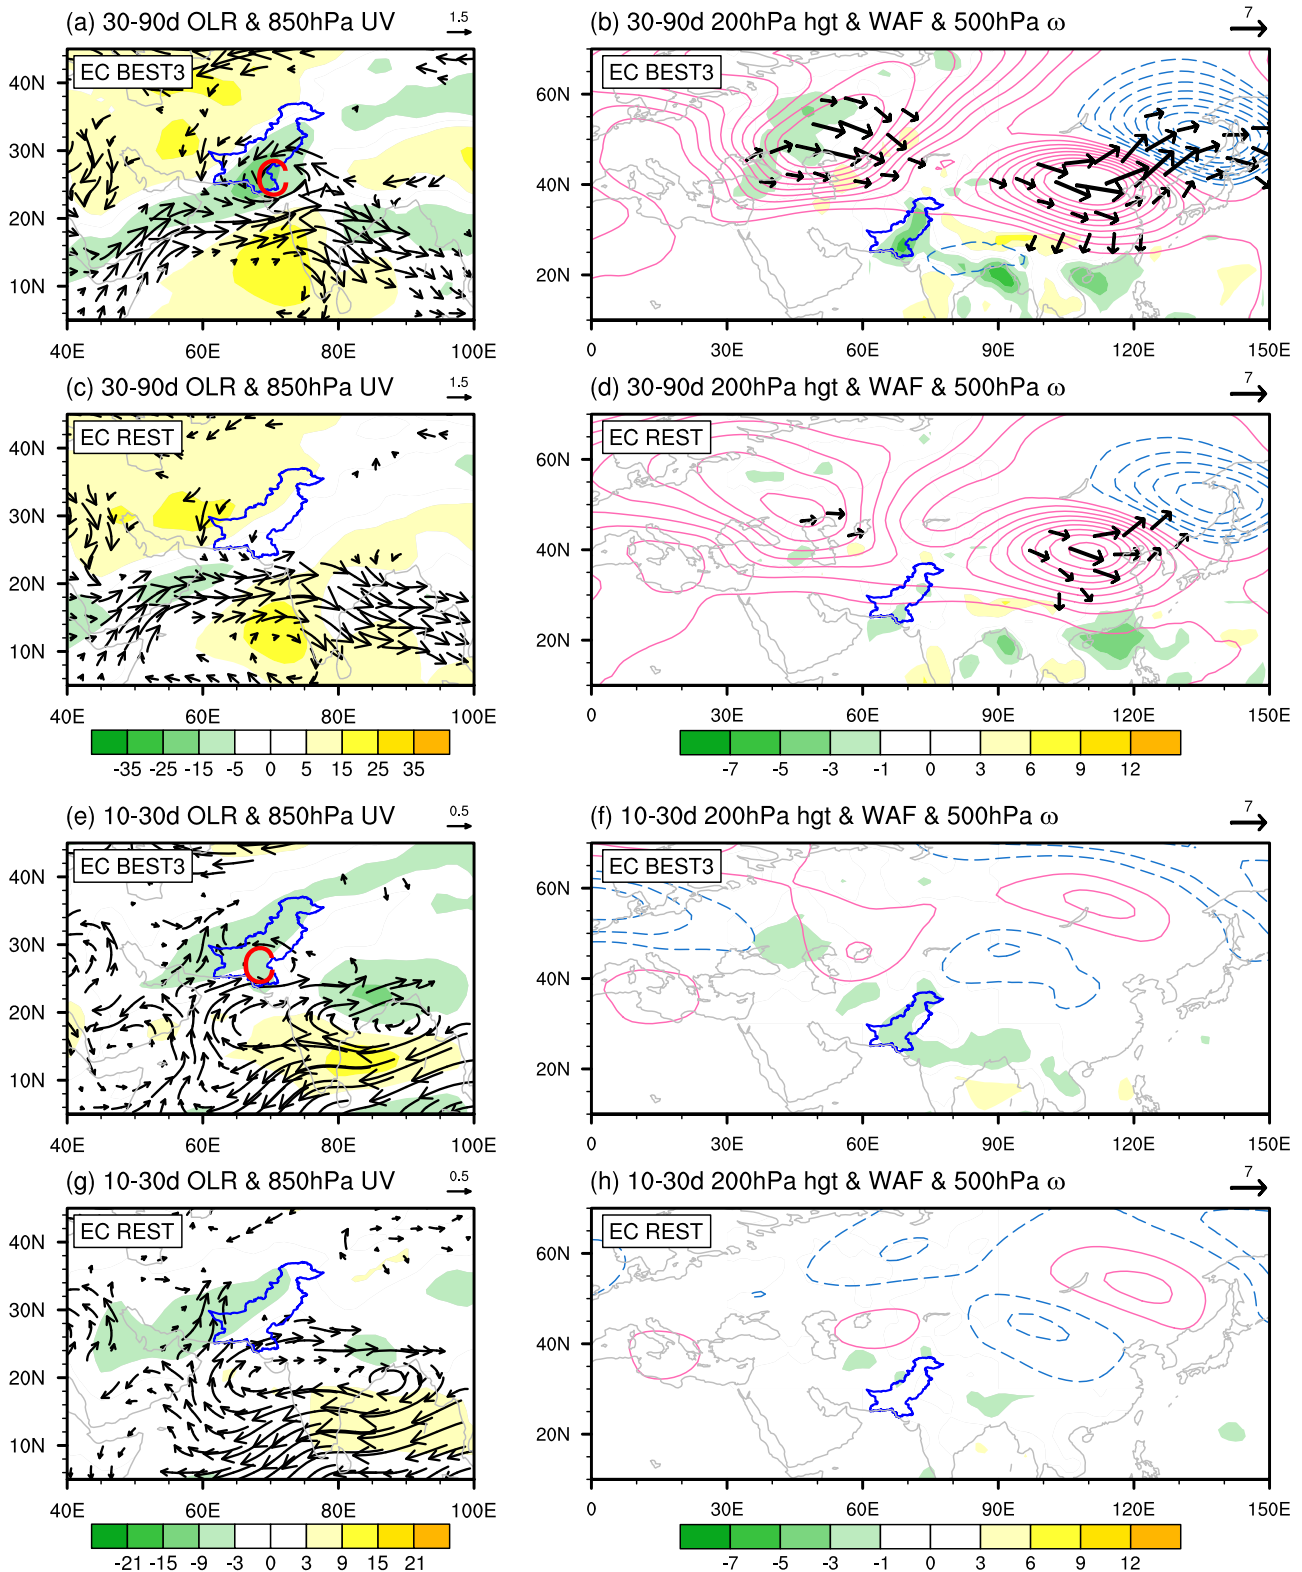 (a) 30-90d OLR & 850hPa UV
1.5
(b) 30-90d 200hPa hgt & WAF & 500hPa ω
7
EC BEST3
EC BEST3
C
40N
30N
20N
10N
60N
40N
20N
40E 60E 80E 100E
0 30E 60E 90E 120E 150E
(c) 30-90d OLR & 850hPa UV
1.5
(d) 30-90d 200hPa hgt & WAF & 500hPa ω
7
EC REST
EC REST
40N
30N
20N
10N
60N
40N
20N
40E 60E 80E 100E
0 30E 60E 90E 120E 150E
-35 -25 -15 -5 0 5 15 25 35
-7 -5 -3 -1 0 3 6 9 12
(e) 10-30d OLR & 850hPa UV
0.5
(f) 10-30d 200hPa hgt & WAF & 500hPa ω
7
EC BEST3
EC BEST3
C
40N
30N
20N
10N
60N
40N
20N
40E 60E 80E 100E
0 30E 60E 90E 120E 150E
(g) 10-30d OLR & 850hPa UV
0.5
(h) 10-30d 200hPa hgt & WAF & 500hPa ω
7
EC REST
EC REST
40N
30N
20N
10N
60N
40N
20N
40E 60E 80E 100E
0 30E 60E 90E 120E 150E
-21 -15 -9 -3 0 3 9 15 21
-7 -5 -3 -1 0 3 6 9 12